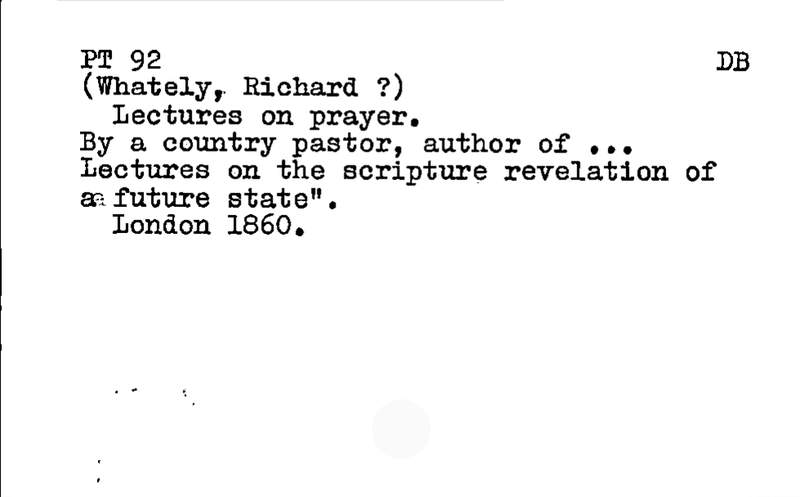 PT 92 DB
(Whately, Richard ?)
Lectures on prayer.
By a country pastor, author of ...
Lectures on the scripture revelation of
a future state".
London 1860.